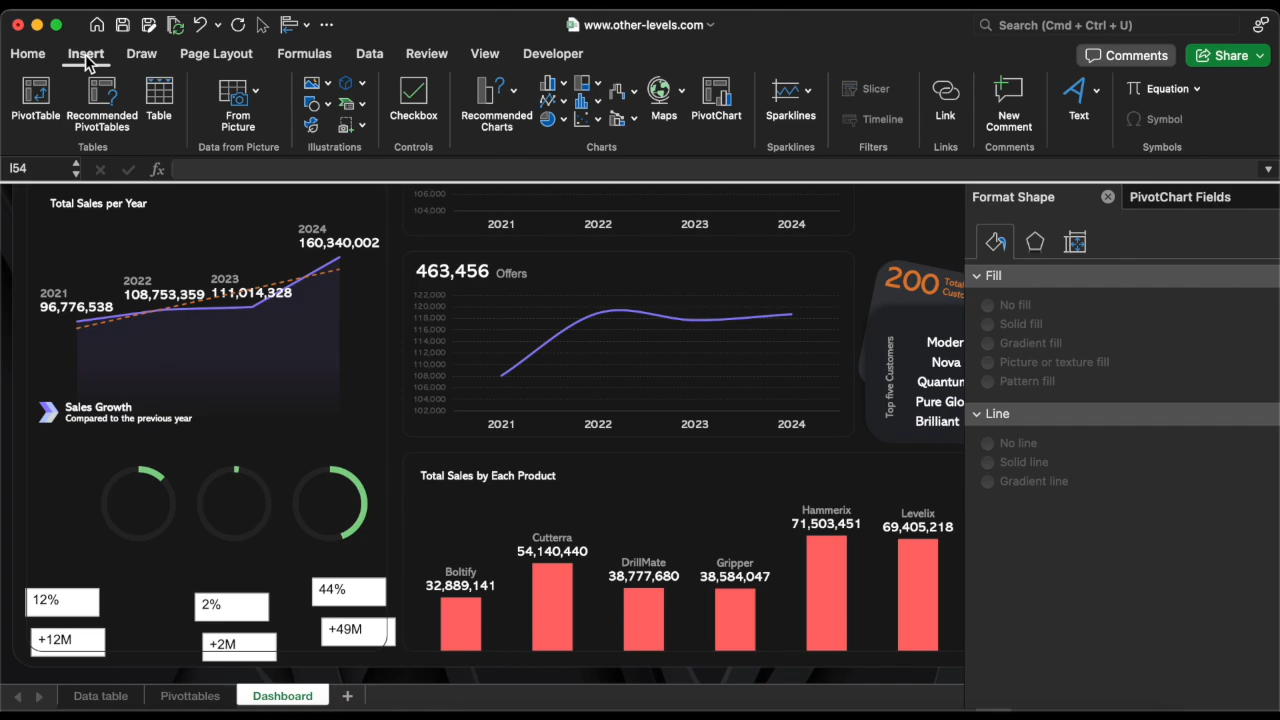 www.other-levels.com
Search (Cmd + Ctrl + U)
Home Insert Draw Page Layout Formulas Data Review View Developer
Comments Share
PivotTable
Recommended
PivotTables
Table
From
Picture
Checkbox
Recommended
Charts
Maps
PivotChart
Sparklines
Slicer
Timeline
Link
New
Comment
Text
Equation
Symbol
Tables
Data from Picture
Illustrations
Controls
Charts
Sparklines
Filters
Links
Comments
Symbols
I54
fx
Total Sales per Year
2024
160,340,002
2022
108,753,359
2023
111,014,328
2021
96,776,538
Sales Growth
Compared to the previous year
12%
2%
44%
+12M
+2M
+49M
106,000
104,000
2021 2022 2023 2024
463,456 Offers
122,000
120,000
118,000
116,000
114,000
112,000
110,000
108,000
106,000
104,000
102,000
2021 2022 2023 2024
Total Sales by Each Product
Boltify
32,889,141
Cutterra
54,140,440
DrillMate
38,777,680
Gripper
38,584,047
Hammerix
71,503,451
Levelix
69,405,218
200 Total
Custo
Top five Customers
Moder
Nova
Quantum
Pure Glo
Brilliant
Format Shape
PivotChart Fields
Fill
No fill
Solid fill
Gradient fill
Picture or texture fill
Pattern fill
Line
No line
Solid line
Gradient line
Data table Pivottables Dashboard